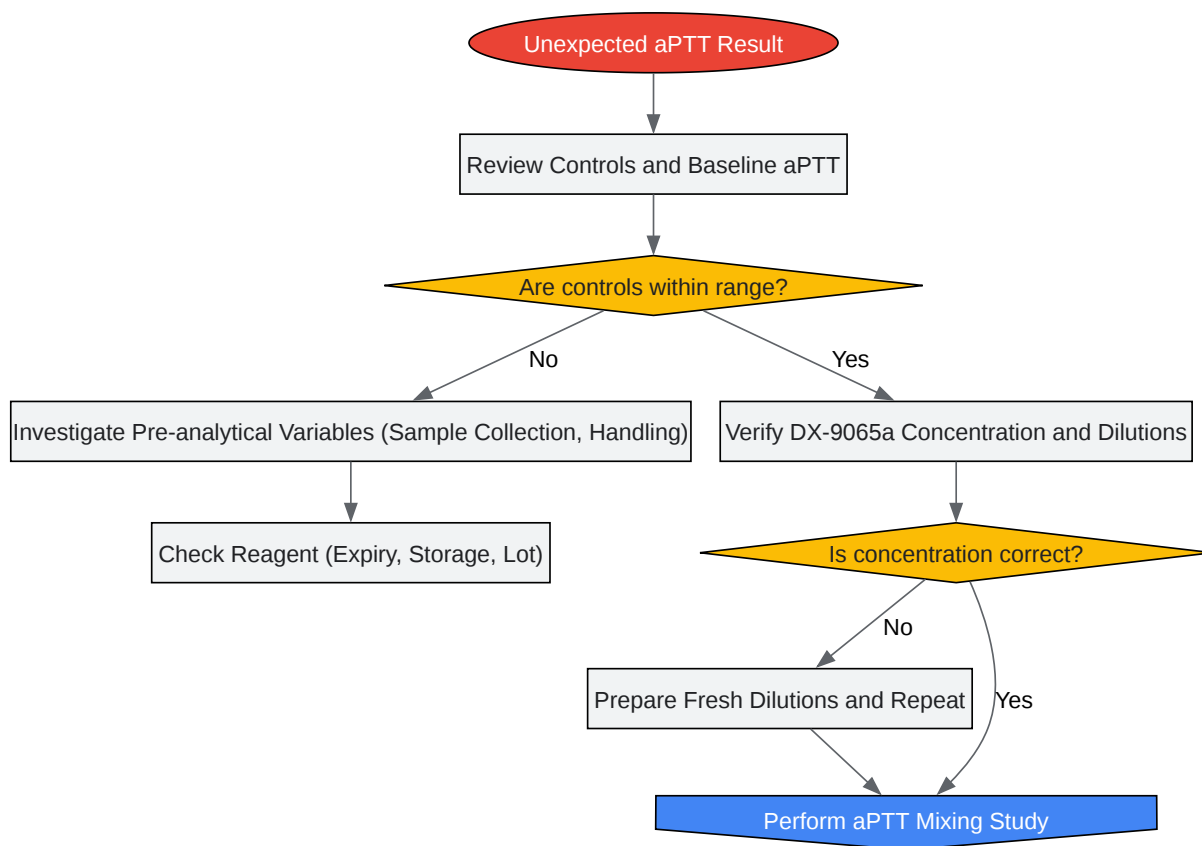 Unexpected aPTT Result
Review Controls and Baseline aPTT
Are controls within range?
No
Yes
Investigate Pre-analytical Variables (Sample Collection, Handling)
Verify DX-9065a Concentration and Dilutions
Check Reagent (Expiry, Storage, Lot)
Is concentration correct?
No
Prepare Fresh Dilutions and Repeat
Yes
Perform aPTT Mixing Study